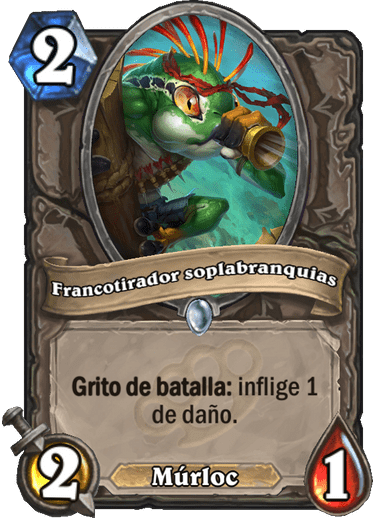 2
Francotirador soplabranquias
Grito de batalla: inflige 1
de daño.
2
Múrloc
1